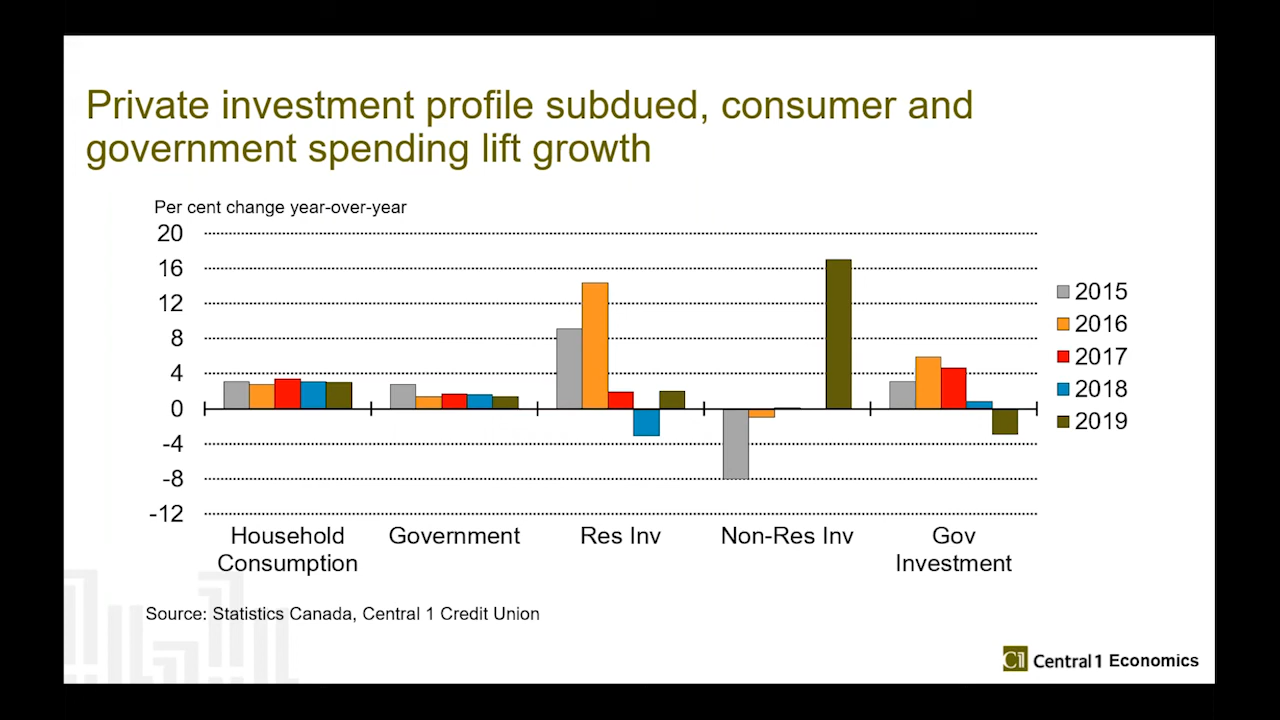 Private investment profile subdued, consumer and
government spending lift growth
Per cent change year-over-year
20
16
12
8
4
0
-4
-8
-12
2015
2016
2017
2018
2019
Household
Consumption
Government
Res Inv
Non-Res Inv
Gov
Investment
Source: Statistics Canada, Central 1 Credit Union
C1 Central 1 Economics